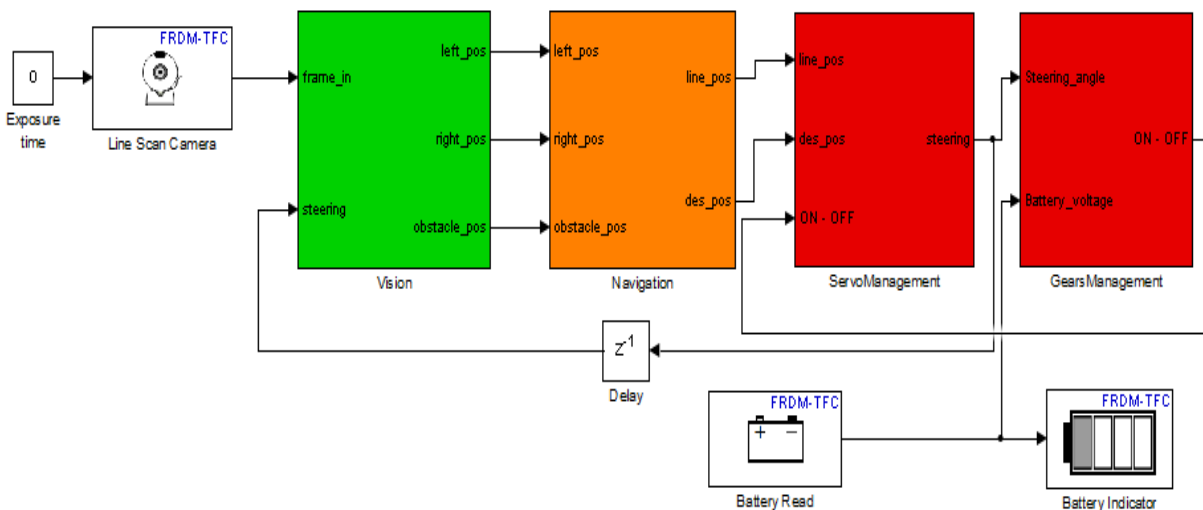 FRDM-TFC
0
Exposure
time
Line Scan Camera
frame_in
steering
left_pos
right_pos
obstacle_pos
Vision
left_pos
right_pos
obstacle_pos
line_pos
des_pos
Navigation
line_pos
des_pos
ON - OFF
steering
ServoManagement
Steering_angle
Battery_voltage
ON - OFF
GearsManagement
Z-1
Delay
FRDM-TFC
+ −
Battery Read
FRDM-TFC
Battery Indicator